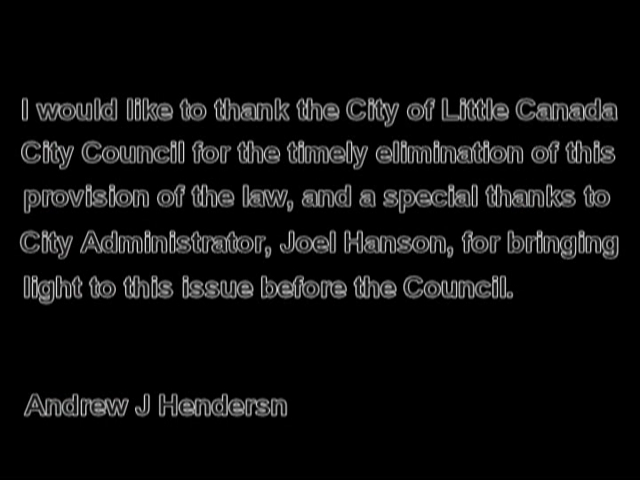 I would like to thank the City of Little Canada
City Council for the timely elimination of this
provision of the law, and a special thanks to
City Administrator, Joel Hanson, for bringing
light to this issue before the Council.
Andrew J Hendersn